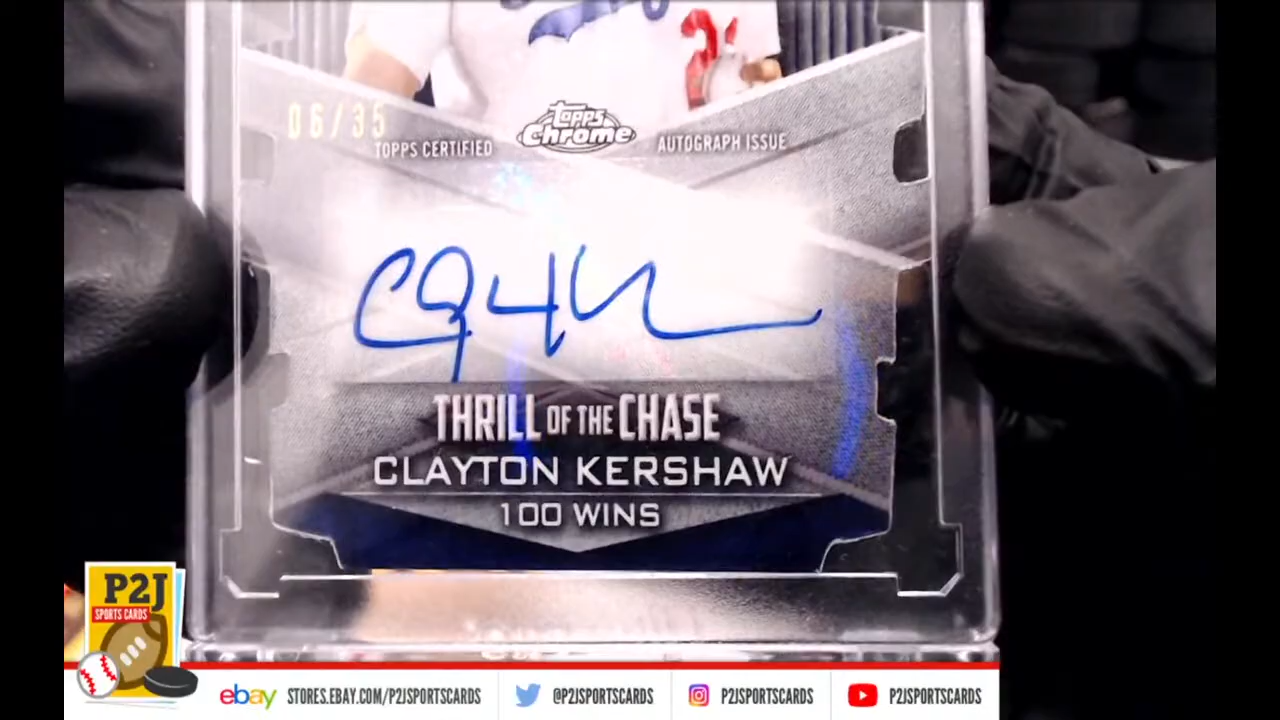 06/35
TOPPS CERTIFIED
Topps Chrome
AUTOGRAPH ISSUE
THRILL OF THE CHASE
CLAYTON KERSHAW
100 WINS
P2J
SPORTS CARDS
ebay STORES.EBAY.COM/P2JSPORTSCARDS
@P2JSPORTSCARDS
P2JSPORTSCARDS
P2JSPORTSCARDS